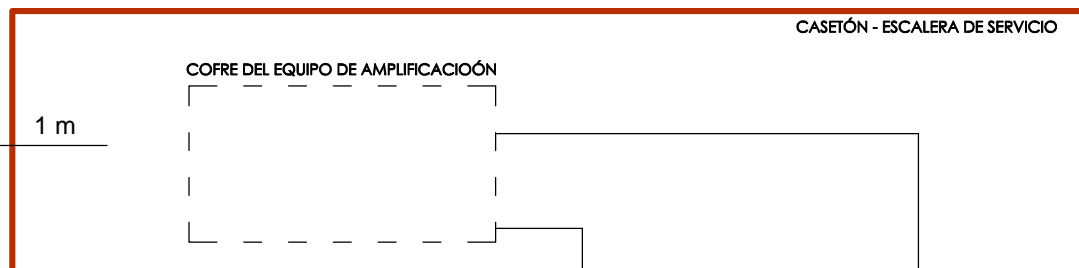 CASETÓN - ESCALERA DE SERVICIO
COFRE DEL EQUIPO DE AMPLIFICACIOÓN
1 m